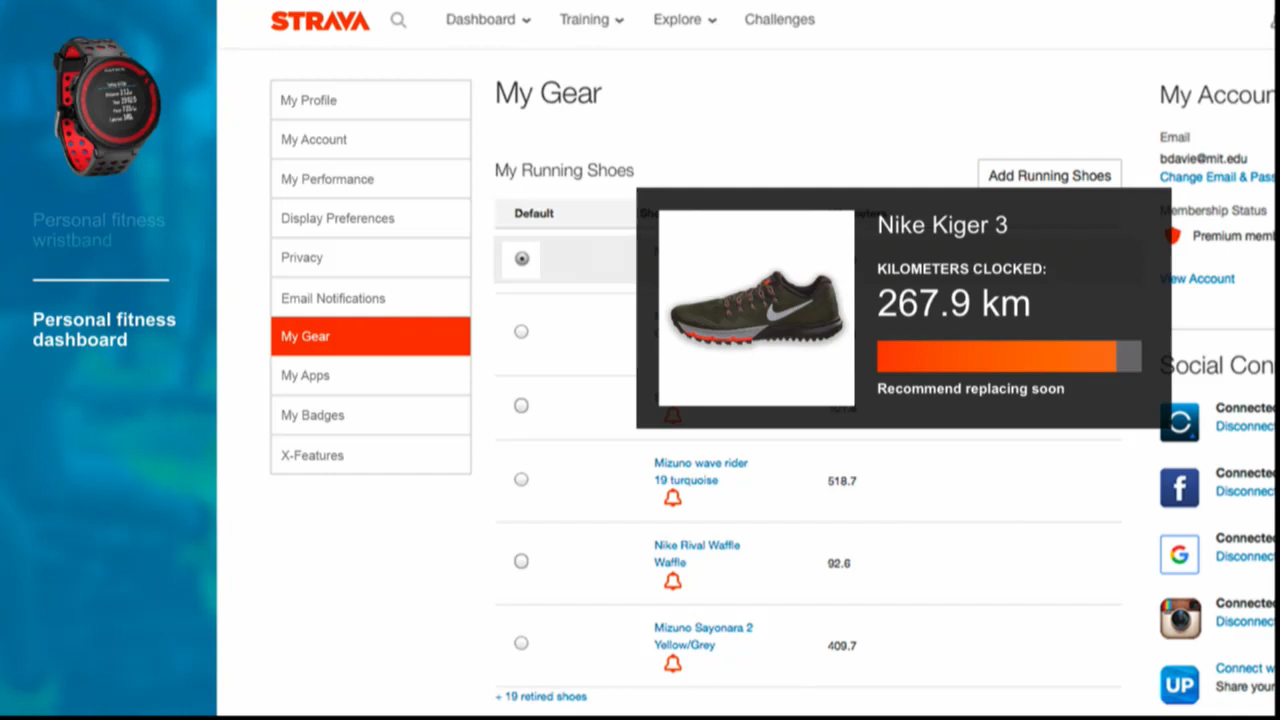 Personal fitness
wristband
Personal fitness
dashboard
STRAVA
Dashboard
Training
Explore
Challenges
My Profile
My Account
My Performance
Display Preferences
Privacy
Email Notifications
My Gear
My Apps
My Badges
X-Features
My Gear
My Running Shoes
Add Running Shoes
Default
Nike Kiger 3
KILOMETERS CLOCKED:
267.9 km
Recommend replacing soon
Mizuno wave rider
19 turquoise
518.7
Nike Rival Waffle
Waffle
92.6
Mizuno Sayonara 2
Yellow/Grey
409.7
+ 19 retired shoes
My Accoun
Email
bdavie@mit.edu
Change Email & Pass
Membership Status
Premium mem
View Account
Social Con
Connected
Disconnec
f
Connected
Disconnec
G
Connected
Disconnec
Connected
Disconnec
UP
Connect w
Share your